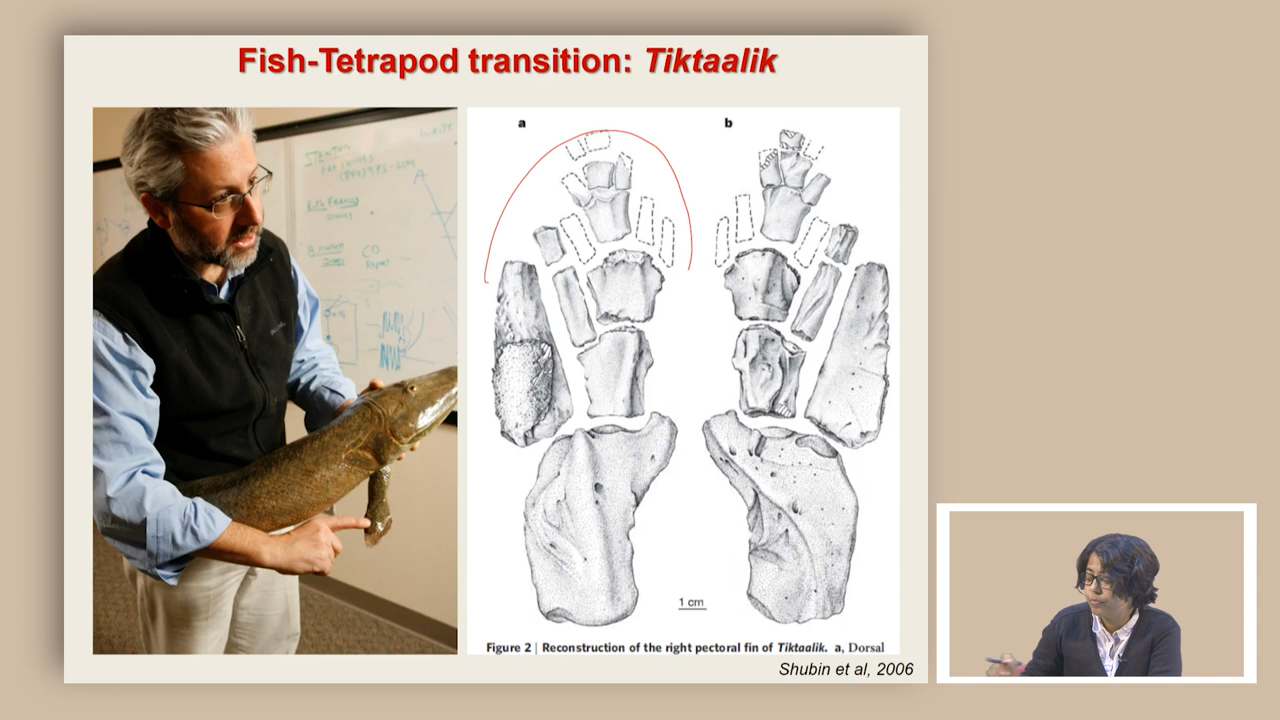 Fish-Tetrapod transition: Tiktaalik
a
b
1 cm
Figure 2 | Reconstruction of the right pectoral fin of Tiktaalik. a, Dorsal
Shubin et al, 2006